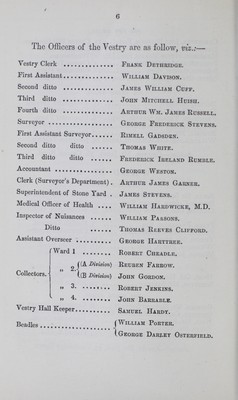 6
The Officers of the Vestry are as follow, viz.:—
Vestry Clerk .............. Frank Dethridge.
First Assistant .............. William Davison.
Second ditto .............. James William Cuff.
Third ditto .............. John Mitchell Huish.
Fourth ditto .............. Arthur Wm. James Russell.
Surveyor .............. George Frederick Stevens.
First Assistant Surveyor ...... Rimell Gadsden.
Second ditto ditto ...... Thomas White.
Third ditto ditto ...... Frederick Ireland Rumble.
Accountant .............. George Weston.
Clerk (Surveyor's Department). Arthur James Garner.
Superintendent of Stone Yard . James Stevens.
Medical Officer of Health .... William Hardwicke, M.D.
Inspector of Nuisances ...... William Parsons.
Ditto ...... Thomas Reeves Clifford.
Assistant Overseer .......... George Harttree.
Collectors. { Ward 1 ........ Robert Cheadle.
„ 2. { (A Division) Reuben Farrow.
(B Division) John Gordon.
„ 3. ........ Robert Jenkins.
„ 4. ........ John Barrable.
Vestry Hall Keeper .......... Samuel Hardy.
Beadles .............. { William Porter.
George Darley Osterfield.